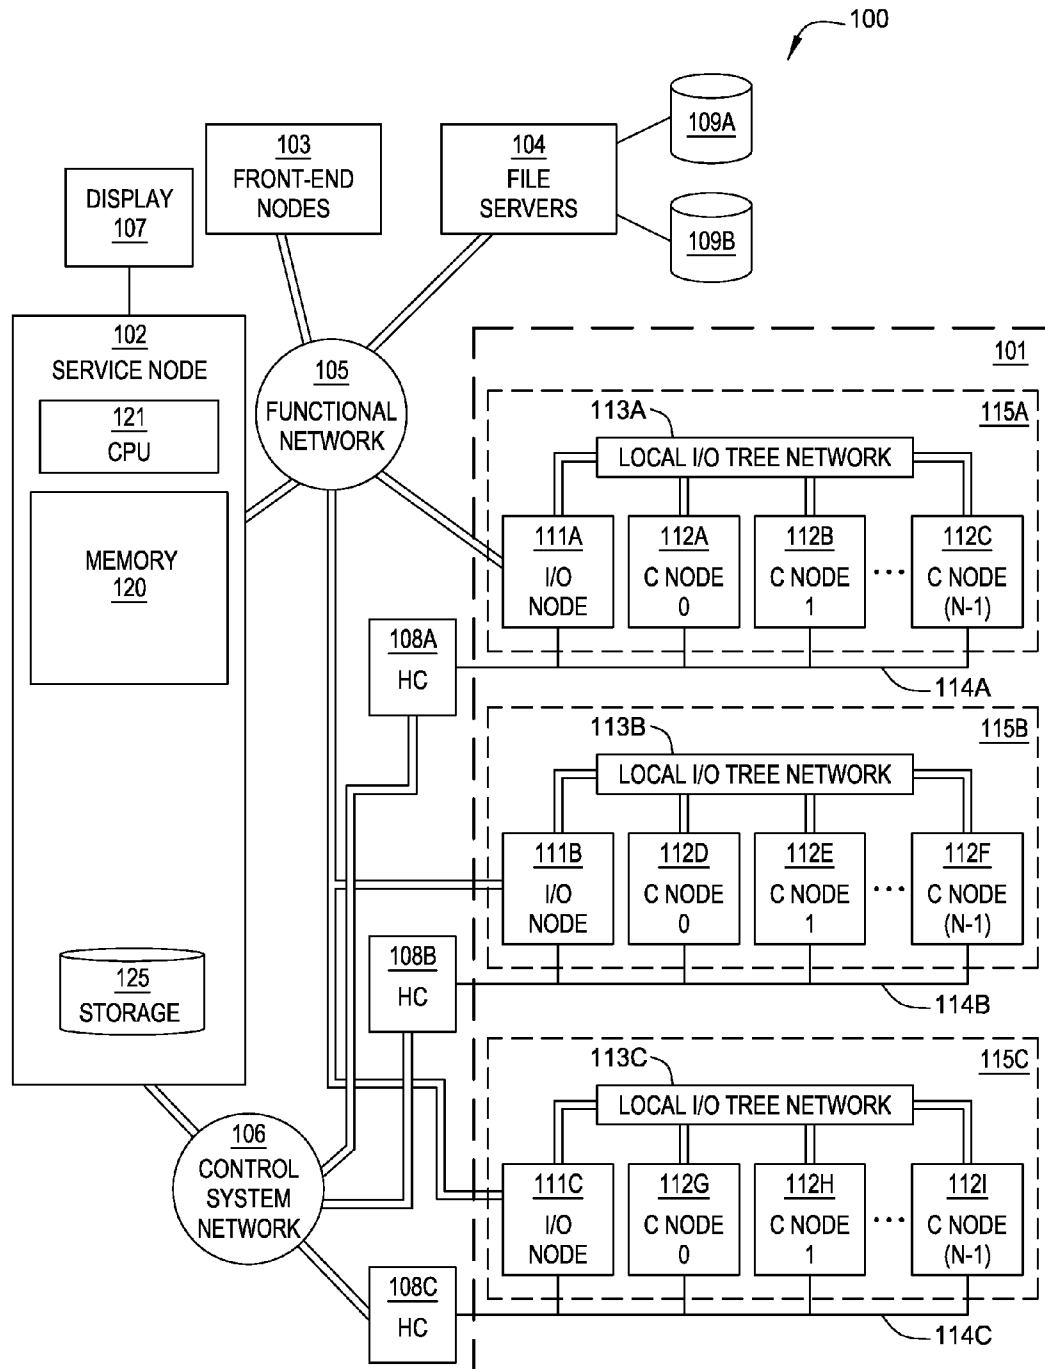 100
109A
109B
103
FRONT-END
NODES
104
FILE
SERVERS
DISPLAY
107
102
SERVICE NODE
121
CPU
MEMORY
120
125
STORAGE
105
FUNCTIONAL
NETWORK
106
CONTROL
SYSTEM
NETWORK
108A
HC
108B
HC
108C
HC
101
115A
113A
LOCAL I/O TREE NETWORK
111A
I/O
NODE
112A
C NODE
0
112B
C NODE
1
...
112C
C NODE
(N-1)
114A
115B
113B
LOCAL I/O TREE NETWORK
111B
I/O
NODE
112D
C NODE
0
112E
C NODE
1
...
112F
C NODE
(N-1)
114B
115C
113C
LOCAL I/O TREE NETWORK
111C
I/O
NODE
112G
C NODE
0
112H
C NODE
1
...
112I
C NODE
(N-1)
114C